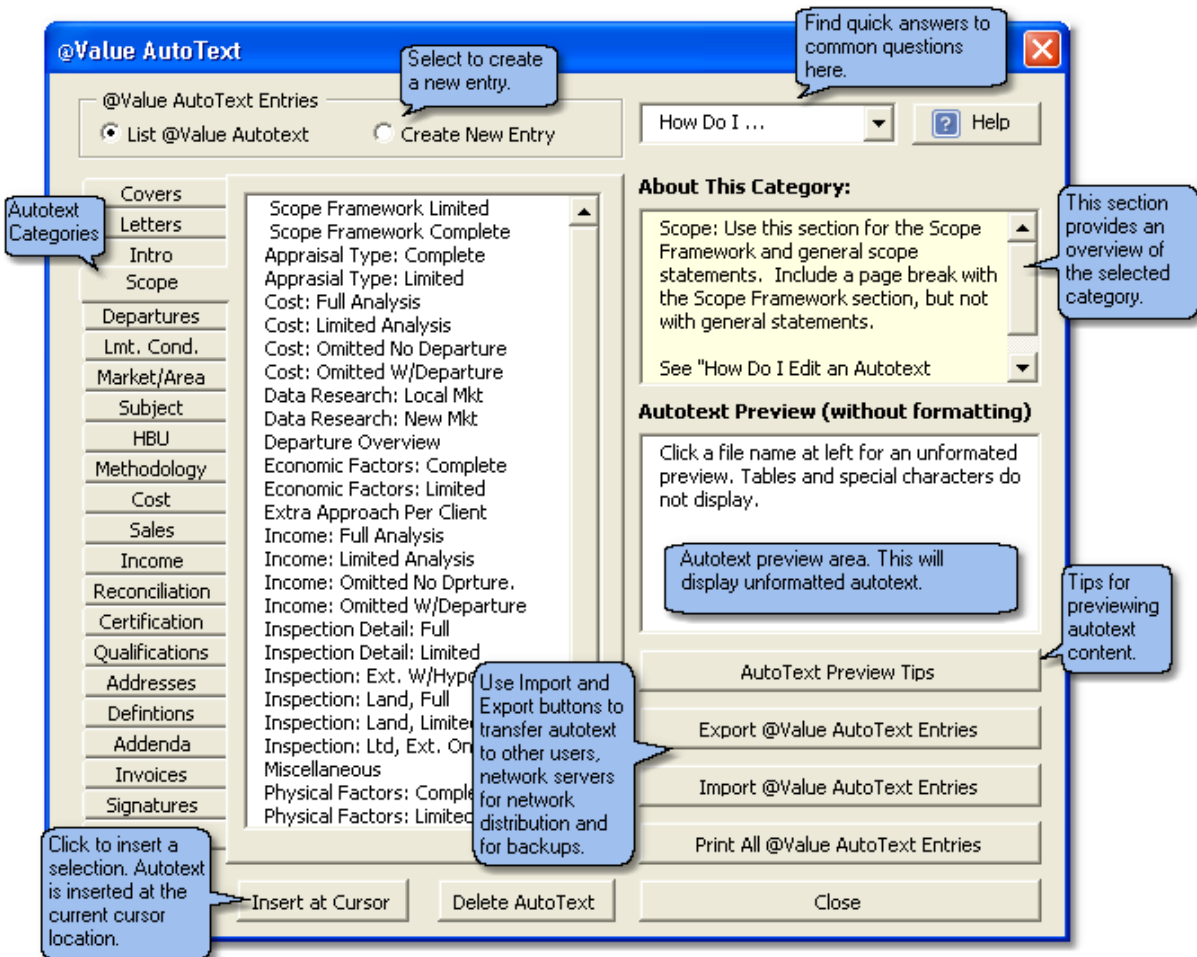 @Value AutoText
Find quick answers to
common questions
here.
Select to create
a new entry.
@Value AutoText Entries
List @Value Autotext
Create New Entry
How Do I ...
Help
Autotext
Categories
Covers
Letters
Intro
Scope
Departures
Lmt. Cond.
Market/Area
Subject
HBU
Methodology
Cost
Sales
Income
Reconciliation
Certification
Qualifications
Addresses
Defintions
Addenda
Invoices
Signatures
Scope Framework Limited
Scope Framework Complete
Appraisal Type: Complete
Apprasial Type: Limited
Cost: Full Analysis
Cost: Limited Analysis
Cost: Omitted No Departure
Cost: Omitted W/Departure
Data Research: Local Mkt
Data Research: New Mkt
Departure Overview
Economic Factors: Complete
Economic Factors: Limited
Extra Approach Per Client
Income: Full Analysis
Income: Limited Analysis
Income: Omitted No Dprture.
Income: Omitted W/Departure
Inspection Detail: Full
Inspection Detail: Limited
Inspection: Ext. W/Hypo
Inspection: Land, Full
Inspection: Land, Limite
Inspection: Ltd, Ext. On
Miscellaneous
Physical Factors: Comple
Physical Factors: Limited
About This Category:
Scope: Use this section for the Scope
Framework and general scope
statements. Include a page break with
the Scope Framework section, but not
with general statements.
See "How Do I Edit an Autotext
This section
provides an
overview of
the selected
category.
Autotext Preview (without formatting)
Click a file name at left for an unformated
preview. Tables and special characters do
not display.
Autotext preview area. This will
display unformatted autotext.
Tips for
previewing
autotext
content.
AutoText Preview Tips
Use Import and
Export buttons to
transfer autotext
to other users,
network servers
for network
distribution and
for backups.
Export @Value AutoText Entries
Import @Value AutoText Entries
Print All @Value AutoText Entries
Click to insert a
selection. Autotext
is inserted at the
current cursor
location.
Insert at Cursor
Delete AutoText
Close